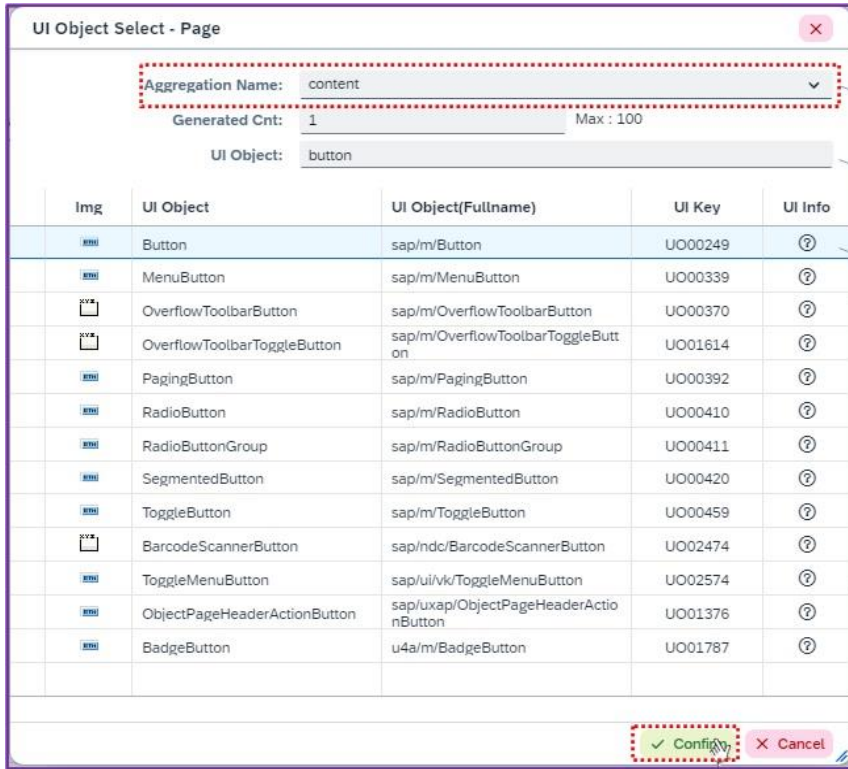 UI Object Select - Page
Aggregation Name: content
Generated Cnt: 1 Max : 100
UI Object: button
Img UI Object UI Object(Fullname) UI Key UI Info
Button sap/m/Button UO00249
MenuButton sap/m/MenuButton UO00339
OverflowToolbarButton sap/m/OverflowToolbarButton UO00370
OverflowToolbarToggleButton sap/m/OverflowToolbarToggleButt
on UO01614
PagingButton sap/m/PagingButton UO00392
RadioButton sap/m/RadioButton UO00410
RadioButtonGroup sap/m/RadioButtonGroup UO00411
SegmentedButton sap/m/SegmentedButton UO00420
ToggleButton sap/m/ToggleButton UO00459
BarcodeScannerButton sap/ndc/BarcodeScannerButton UO02474
ToggleMenuButton sap/ui/vk/ToggleMenuButton UO02574
ObjectPageHeaderActionButton sap/uxap/ObjectPageHeaderActio
nButton UO01376
BadgeButton u4a/m/BadgeButton UO01787
Confirm Cancel